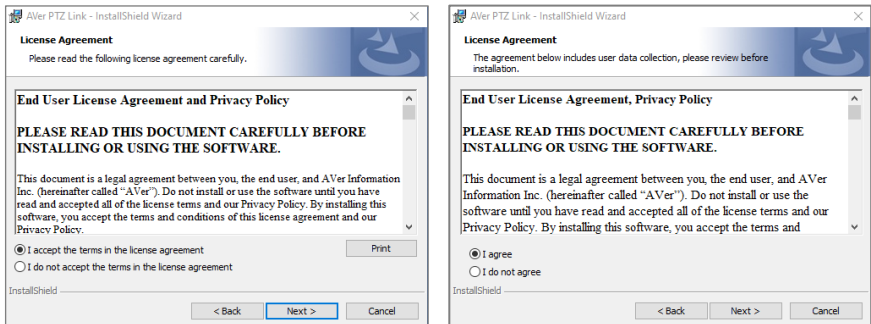 AVer PTZ Link - InstallShield Wizard
License Agreement
Please read the following license agreement carefully.
End User License Agreement and Privacy Policy
PLEASE READ THIS DOCUMENT CAREFULLY BEFORE
INSTALLING OR USING THE SOFTWARE.
This document is a legal agreement between you, the end user, and AVer Information
Inc. (hereinafter called “AVer”). Do not install or use the software until you have
read and accepted all of the license terms and our Privacy Policy. By installing this
software, you accept the terms and conditions of this license agreement and our
Privacy Policy.
I accept the terms in the license agreement
Print
I do not accept the terms in the license agreement
InstallShield
< Back
Next >
Cancel
AVer PTZ Link - InstallShield Wizard
License Agreement
The agreement below includes user data collection, please review before
installation.
End User License Agreement, Privacy Policy
PLEASE READ THIS DOCUMENT CAREFULLY BEFORE
INSTALLING OR USING THE SOFTWARE.
This document is a legal agreement between you, the end user, and AVer
Information Inc. (hereinafter called “AVer”). Do not install or use the
software until you have read and accepted all of the license terms and our
Privacy Policy. By installing this software, you accept the terms and
I agree
I do not agree
InstallShield
< Back
Next >
Cancel